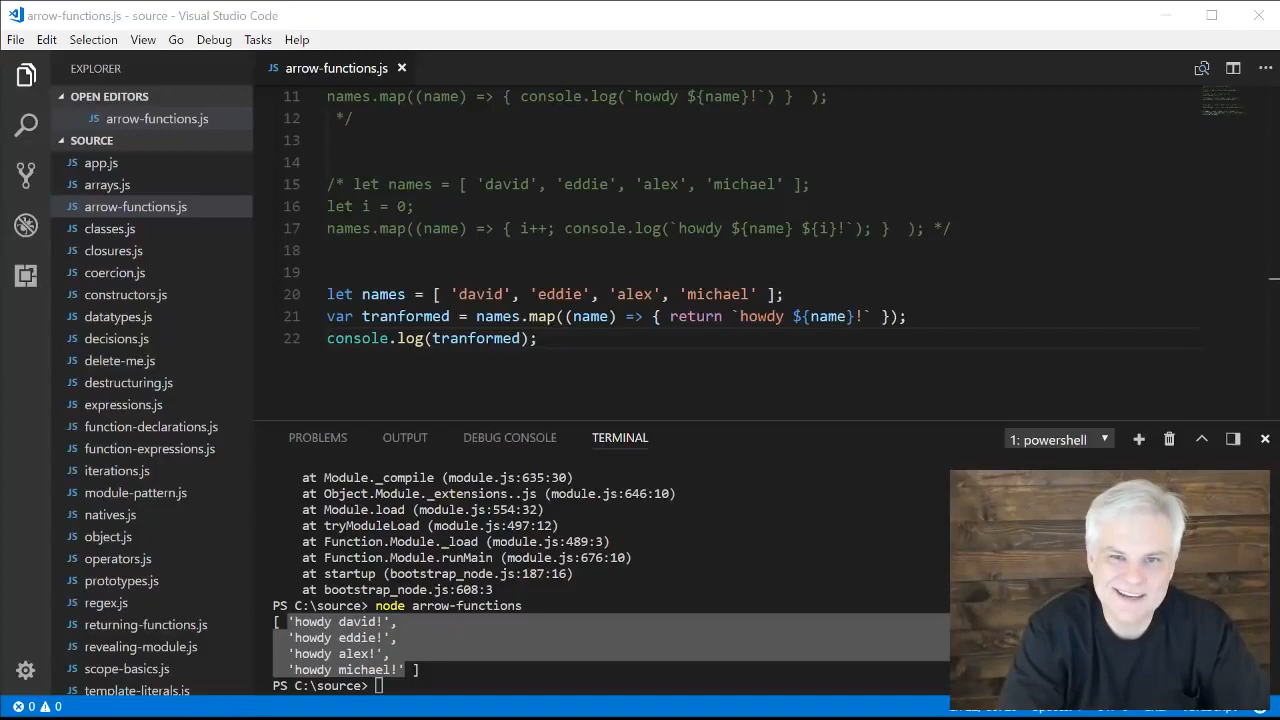 arrow-functions.js - source - Visual Studio Code
File Edit Selection View Go Debug Tasks Help
EXPLORER
arrow-functions.js
OPEN EDITORS
arrow-functions.js
SOURCE
app.js
arrays.js
arrow-functions.js
classes.js
closures.js
coercion.js
constructors.js
datatypes.js
decisions.js
delete-me.js
destructuring.js
expressions.js
function-declarations.js
function-expressions.js
iterations.js
module-pattern.js
natives.js
object.js
operators.js
prototypes.js
regex.js
returning-functions.js
revealing-module.js
scope-basics.js
template-literals.js
11 names.map((name) => { console.log(`howdy ${name}!`) } );
12 */
13
14
15 /* let names = [ 'david', 'eddie', 'alex', 'michael' ];
16 let i = 0;
17 names.map((name) => { i++; console.log(`howdy ${name} ${i}!`); } ); */
18
19
20 let names = [ 'david', 'eddie', 'alex', 'michael' ];
21 var tranformed = names.map((name) => { return `howdy ${name}!` });
22 console.log(tranformed);
PROBLEMS OUTPUT DEBUG CONSOLE TERMINAL 1: powershell
at Module._compile (module.js:635:30)
at Object.Module._extensions..js (module.js:646:10)
at Module.load (module.js:554:32)
at tryModuleLoad (module.js:497:12)
at Function.Module._load (module.js:489:3)
at Function.Module.runMain (module.js:676:10)
at startup (bootstrap_node.js:187:16)
at bootstrap_node.js:608:3
PS C:\source> node arrow-functions
[ 'howdy david!',
'howdy eddie!',
'howdy alex!',
'howdy michael!' ]
PS C:\source>
0 0